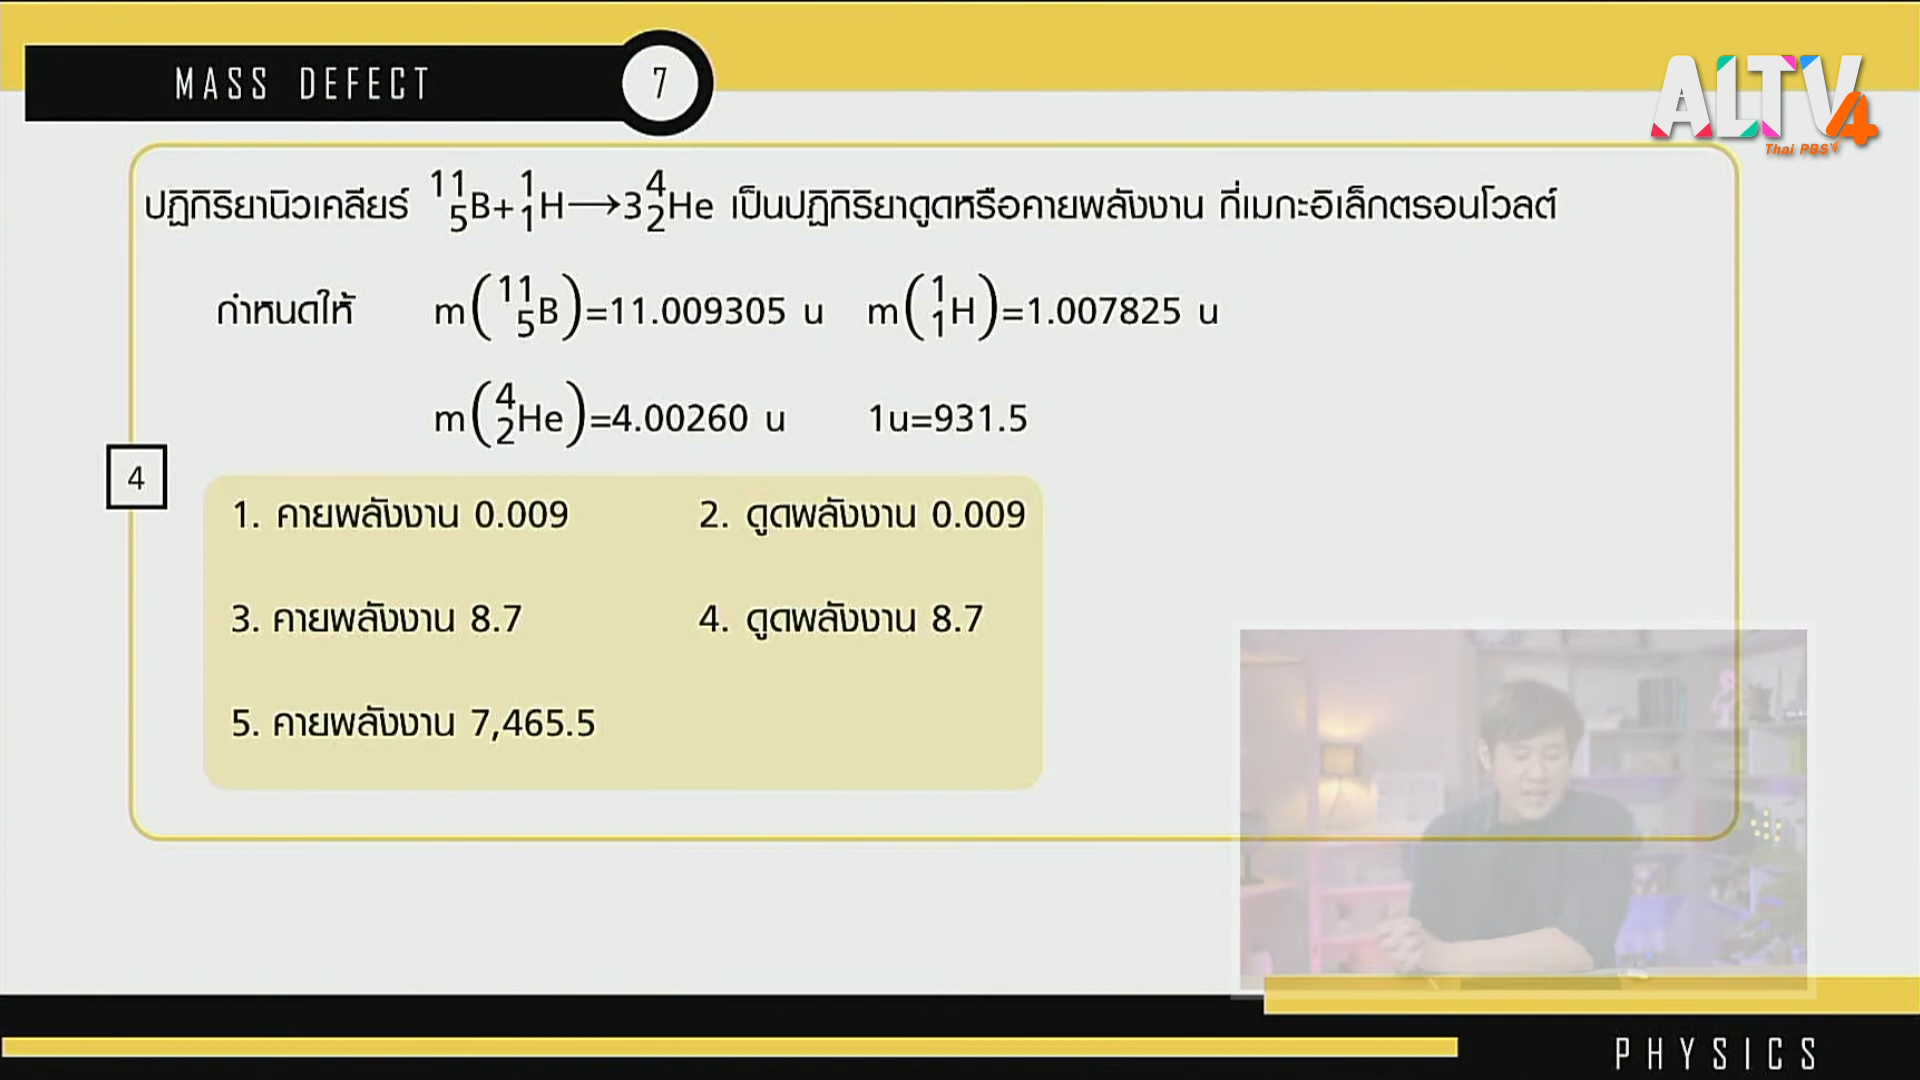 MASS DEFECT 7
ALTV4
Thai PBS
ปฏิกิริยานิวเคลียร์ ¹¹₅B+¹₁H⟶3⁴₂He เป็นปฏิกิริยาดูดหรือคายพลังงาน กี่เมกะอิเล็กตรอนโวลต์
กำหนดให้ m(¹¹₅B)=11.009305 u m(¹₁H)=1.007825 u
m(⁴₂He)=4.00260 u 1u=931.5
4
1. คายพลังงาน 0.009 2. ดูดพลังงาน 0.009
3. คายพลังงาน 8.7 4. ดูดพลังงาน 8.7
5. คายพลังงาน 7,465.5
PHYSICS